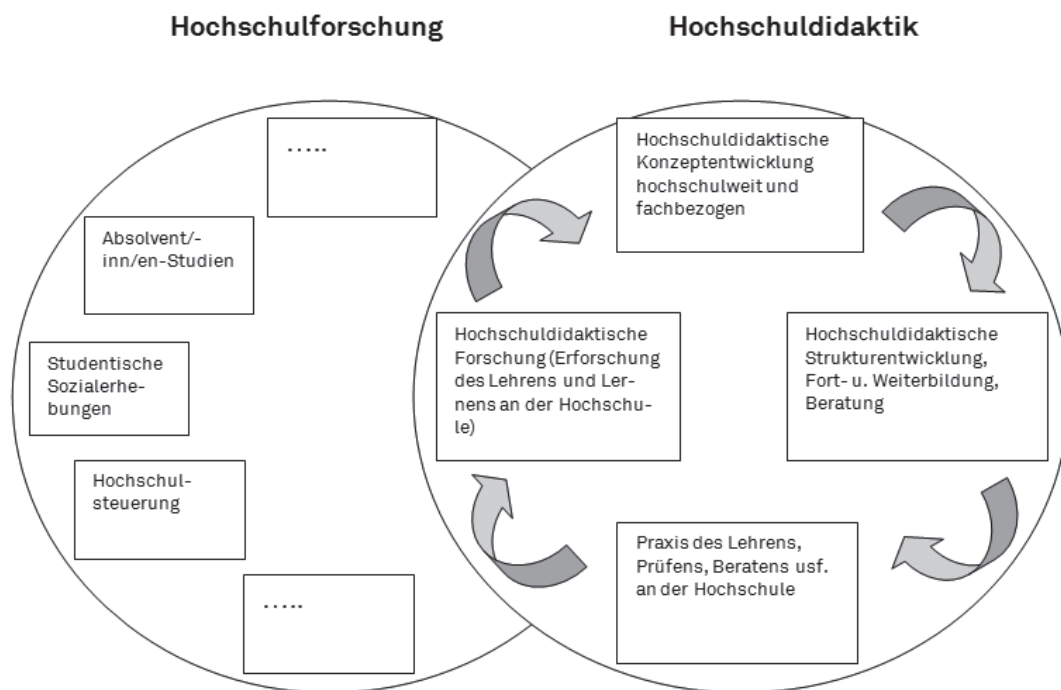 Hochschulforschung
Hochschuldidaktik
.....
Absolvent/-
inn/en-Studien
Studentische
Sozialerhe-
bungen
Hochschul-
steuerung
.....
Hochschuldidaktische
Konzeptentwicklung
hochschulweit und
fachbezogen
Hochschuldidaktische
Forschung (Erforschung
des Lehrens und Ler-
nens an der Hochschu-
le)
Hochschuldidaktische
Strukturentwicklung,
Fort- u. Weiterbildung,
Beratung
Praxis des Lehrens,
Prüfens, Beratens usf.
an der Hochschule